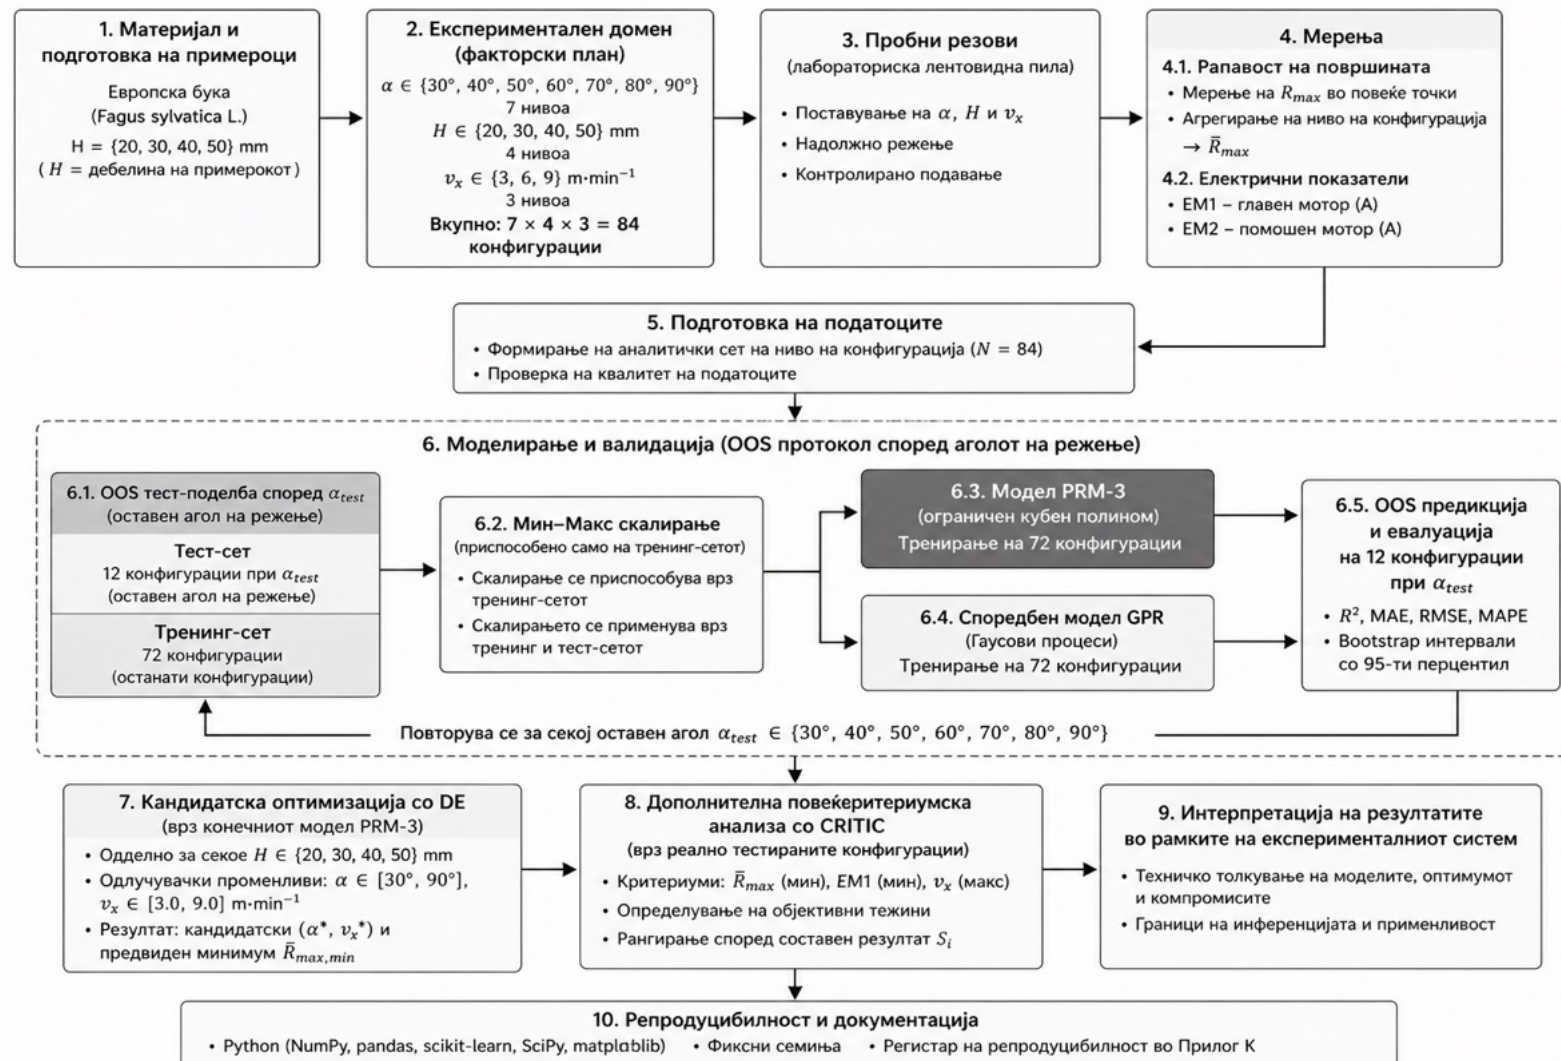 1. Материјал и
подготовка на примероци
Европска бука
(Fagus sylvatica L.)
H = {20, 30, 40, 50} mm
( H = дебелина на примерокот )
2. Експериментален домен
(факторски план)
α ∈ {30°, 40°, 50°, 60°, 70°, 80°, 90°}
7 нивоа
H ∈ {20, 30, 40, 50} mm
4 нивоа
vₓ ∈ {3, 6, 9} m·min⁻¹
3 нивоа
Вкупно: 7 × 4 × 3 = 84
конфигурации
3. Пробни резови
(лабораториска лентовидна пила)
• Поставување на α, H и vₓ
• Надолжно режење
• Контролирано подавање
4. Мерења
4.1. Рапавост на површината
• Мерење на R_max во повеќе точки
• Агрегирање на ниво на конфигурација
→ R̄_max
4.2. Електрични показатели
• EM1 – главен мотор (A)
• EM2 – помошен мотор (A)
5. Подготовка на податоците
• Формирање на аналитички сет на ниво на конфигурација (N = 84)
• Проверка на квалитет на податоците
6. Моделирање и валидација (OOS протокол според аголот на режење)
6.1. OOS тест-поделба според α_test
(оставен агол на режење)
Тест-сет
12 конфигурации при α_test
(оставен агол на режење)
Тренинг-сет
72 конфигурации
(останати конфигурации)
6.2. Мин–Макс скалирање
(приспособено само на тренинг-сетот)
• Скалирање се приспособува врз
тренинг-сетот
• Скалирањето се применува врз
тренинг и тест-сетот
6.3. Модел PRM-3
(ограничен кубен полином)
Тренирање на 72 конфигурации
6.4. Споредбен модел GPR
(Гаусови процеси)
Тренирање на 72 конфигурации
6.5. OOS предикција
и евалуација
на 12 конфигурации
при α_test
• R², MAE, RMSE, MAPE
• Bootstrap интервали
со 95-ти перцентил
Повторува се за секој оставен агол α_test ∈ {30°, 40°, 50°, 60°, 70°, 80°, 90°}
7. Кандидатска оптимизација со DE
(врз конечниот модел PRM-3)
• Одделно за секое H ∈ {20, 30, 40, 50} mm
• Одлучувачки променливи: α ∈ [30°, 90°],
vₓ ∈ [3.0, 9.0] m·min⁻¹
• Резултат: кандидатски (α*, vₓ*) и
предвиден минимум R̄_max,min
8. Дополнителна повеќеритериумска
анализа со CRITIC
(врз реално тестираните конфигурации)
• Критериуми: R̄_max (мин), EM1 (мин), vₓ (макс)
• Определување на објективни тежини
• Рангирање според составен резултат S_i
9. Интерпретација на резултатите
во рамките на експерименталниот систем
• Техничко толкување на моделите, оптимумот
и компромисите
• Граници на инференцијата и применливост
10. Репродуцибилност и документација
• Python (NumPy, pandas, scikit-learn, SciPy, matplɑblib) • Фиксни семиња • Регистар на репродуцибилност во Прилог К